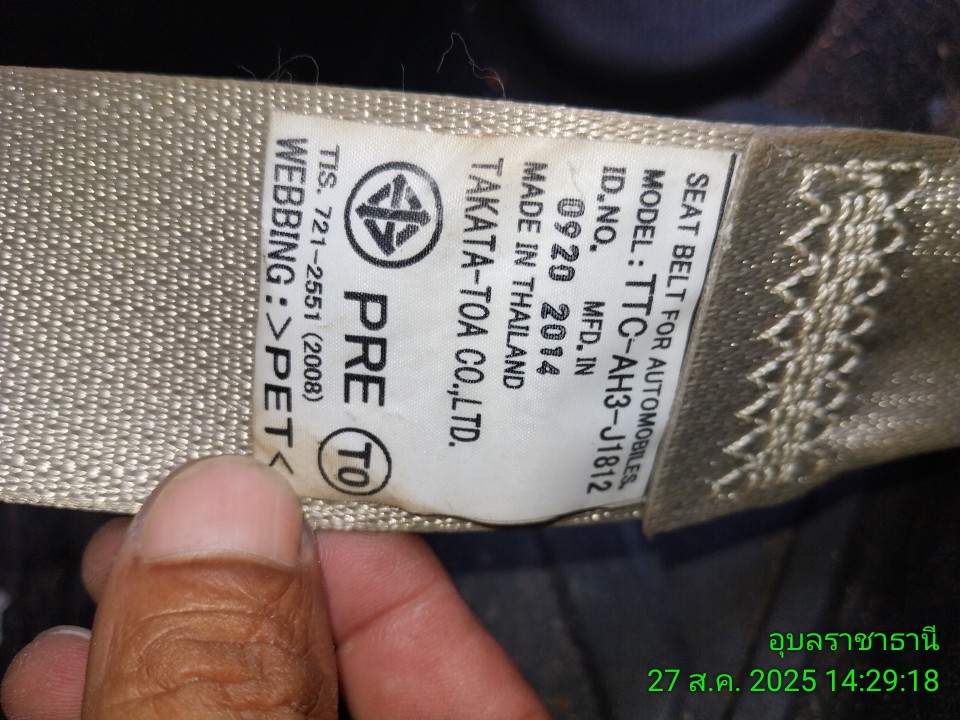 SEAT BELT FOR AUTOMOBILES,
MODEL : TTC-AH3-J1812
ID.NO. MFD. IN
0920 2014
MADE IN THAILAND
TAKATA-TOA CO.,LTD.
PRE TO
TIS. 721-2551 (2008)
WEBBING : >PET<
อุบลราชาธานี
27 ส.ค. 2025 14:29:18